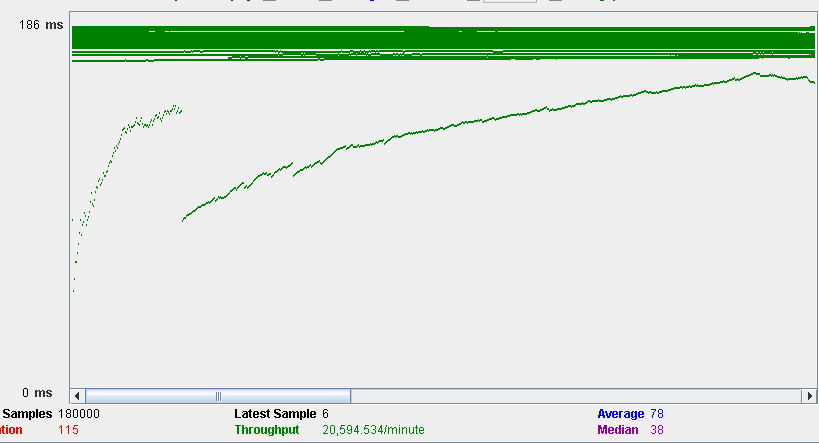 186 ms
0 ms
Samples 180000 Latest Sample 6 Average 78
tion 115 Throughput 20,594.534/minute Median 38